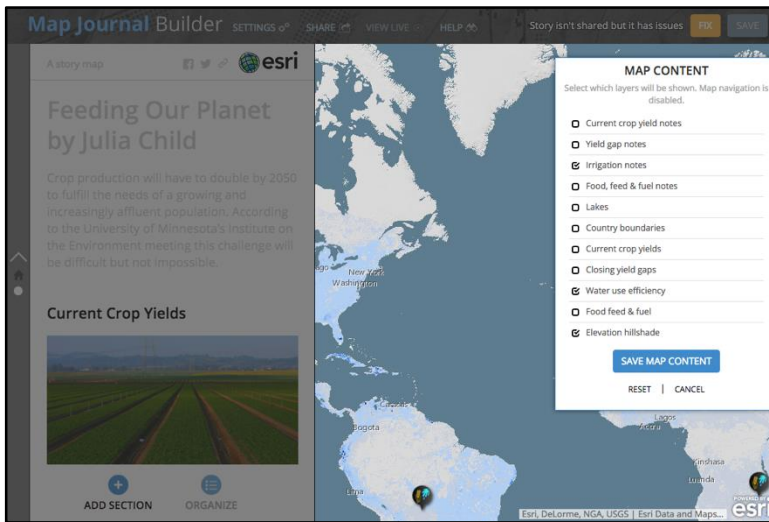 Map Journal Builder SETTINGS SHARE VIEW LIVE HELP Story isn't shared but it has issues FIX SAVE
A story map
esri
Feeding Our Planet
by Julia Child
Crop production will have to double by 2050
to fulfill the needs of a growing and
increasingly affluent population. According
to the University of Minnesota's Institute on
the Environment meeting this challenge will
be difficult but not impossible.
Current Crop Yields
ADD SECTION ORGANIZE
MAP CONTENT
Select which layers will be shown. Map navigation is
disabled.
Current crop yield notes
Yield gap notes
Irrigation notes
Food, feed & fuel notes
Lakes
Country boundaries
Current crop yields
Closing yield gaps
Water use efficiency
Food feed & fuel
Elevation hillshade
SAVE MAP CONTENT
RESET | CANCEL
New York
Washington
Caracas
Bogota
Lima
Lagos
Accra
Kinshasa
Luanda
POWERED BY
esri
Esri, DeLorme, NGA, USGS | Esri Data and Maps...